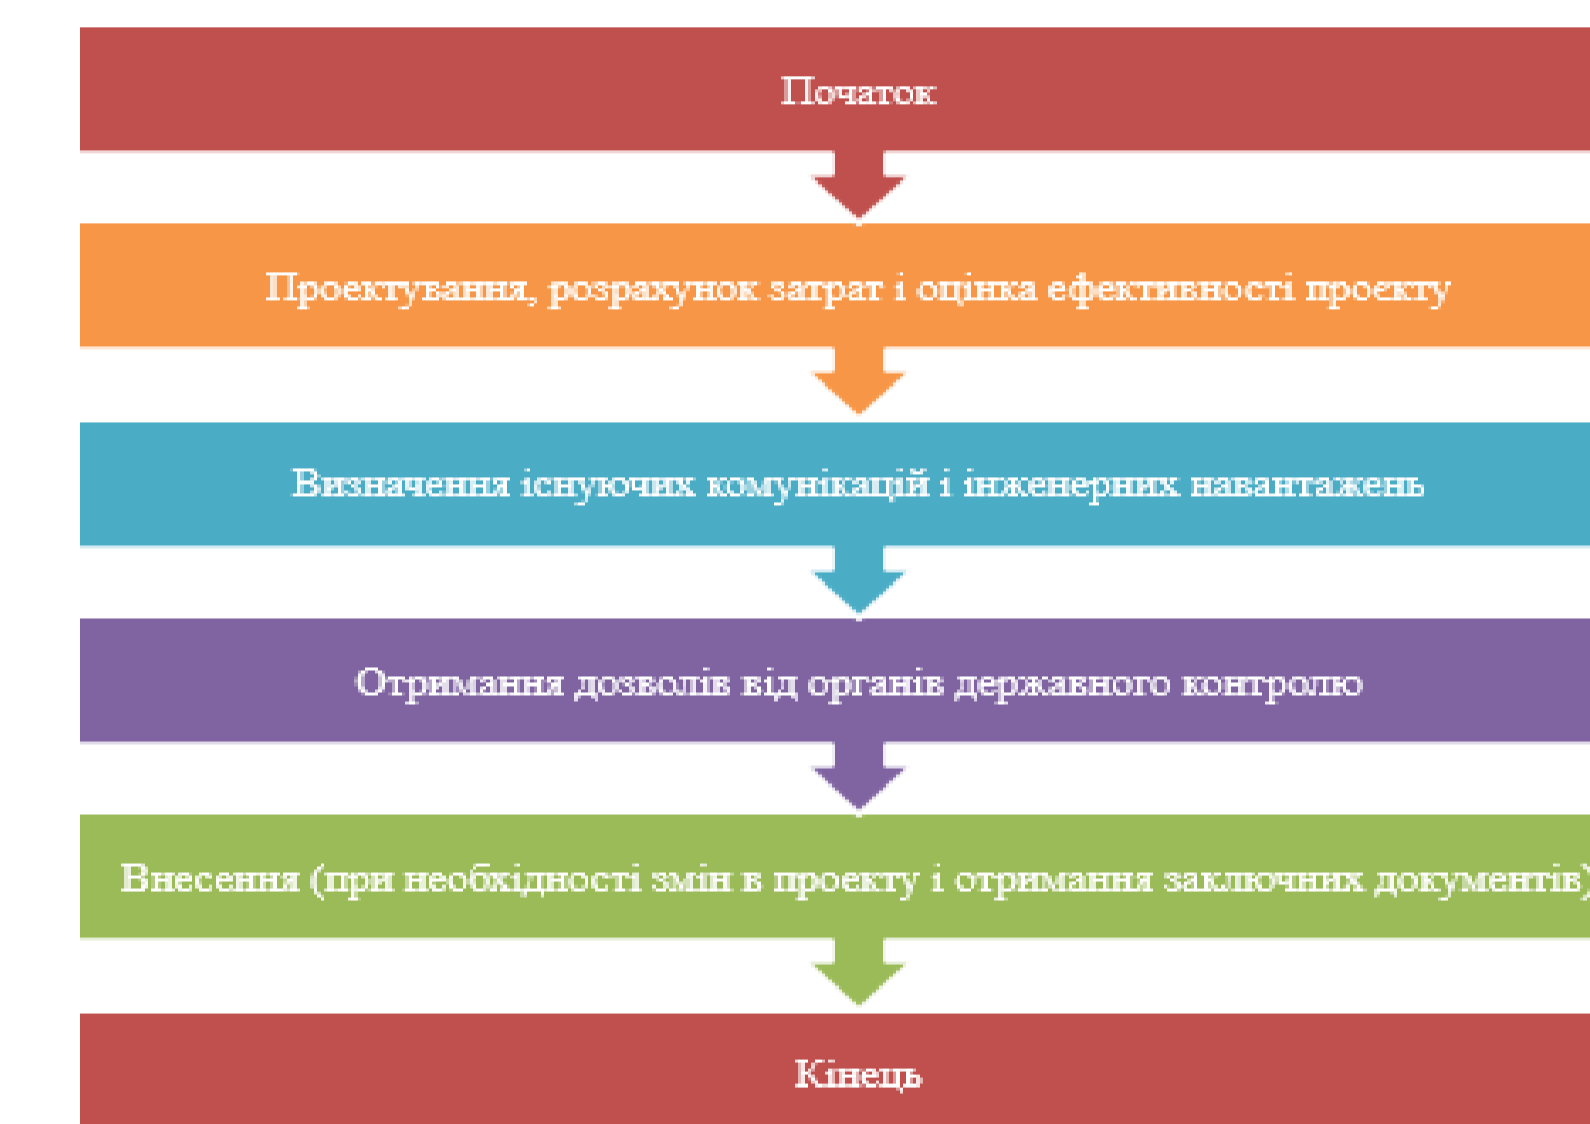 Початок
Проектування, розрахунок затрат і оцінка ефективності проекту
Визначення існуючих комунікацій і інженерних навантажень
Отримання дозволів від органів державного контролю
Внесення (при необхідності змін в проекту і отримання заключних документів)
Кінець